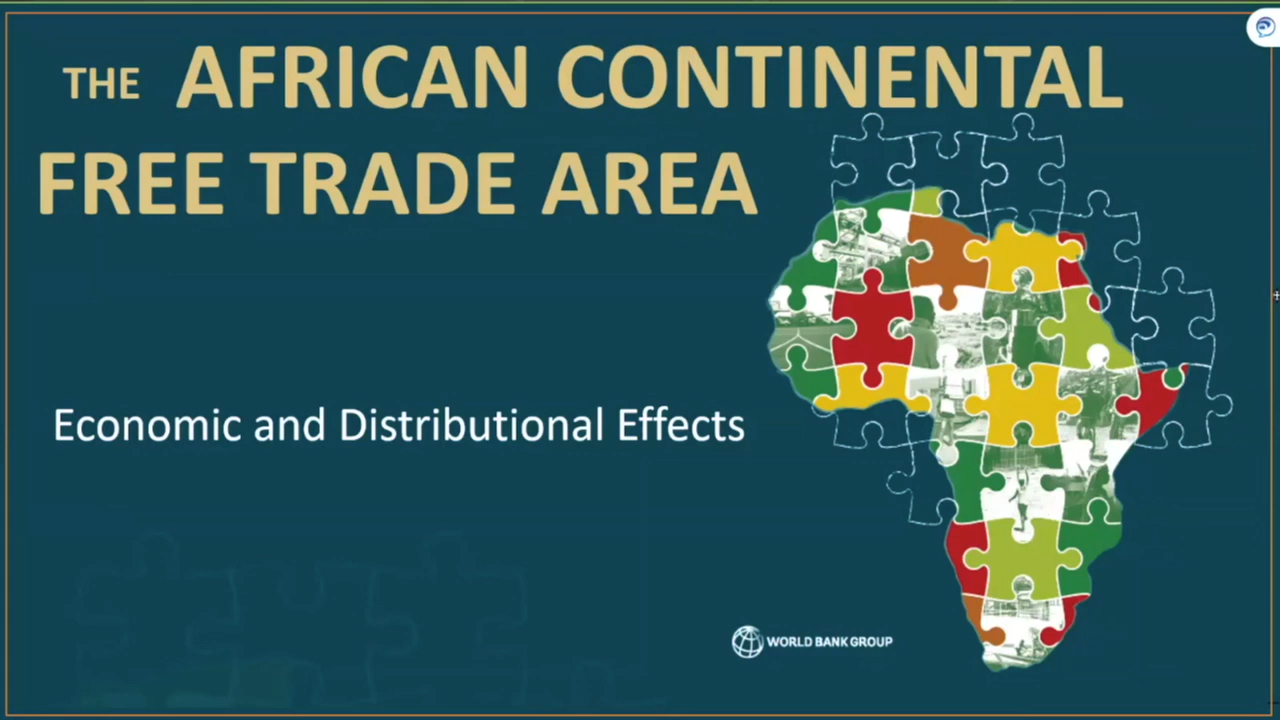 THE AFRICAN CONTINENTAL
FREE TRADE AREA
Economic and Distributional Effects
WORLD BANK GROUP